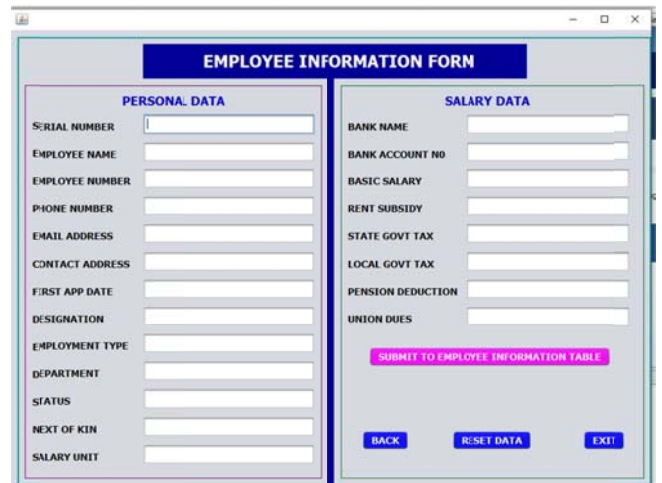 EMPLOYEE INFORMATION FORM
PERSONAL DATA
SERIAL NUMBER
EMPLOYEE NAME
EMPLOYEE NUMBER
PHONE NUMBER
EMAIL ADDRESS
CONTACT ADDRESS
FIRST APP DATE
DESIGNATION
EMPLOYMENT TYPE
DEPARTMENT
STATUS
NEXT OF KIN
SALARY UNIT
SALARY DATA
BANK NAME
BANK ACCOUNT N0
BASIC SALARY
RENT SUBSIDY
STATE GOVT TAX
LOCAL GOVT TAX
PENSION DEDUCTION
UNION DUES
SUBMIT TO EMPLOYEE INFORMATION TABLE
BACK
RESET DATA
EXIT